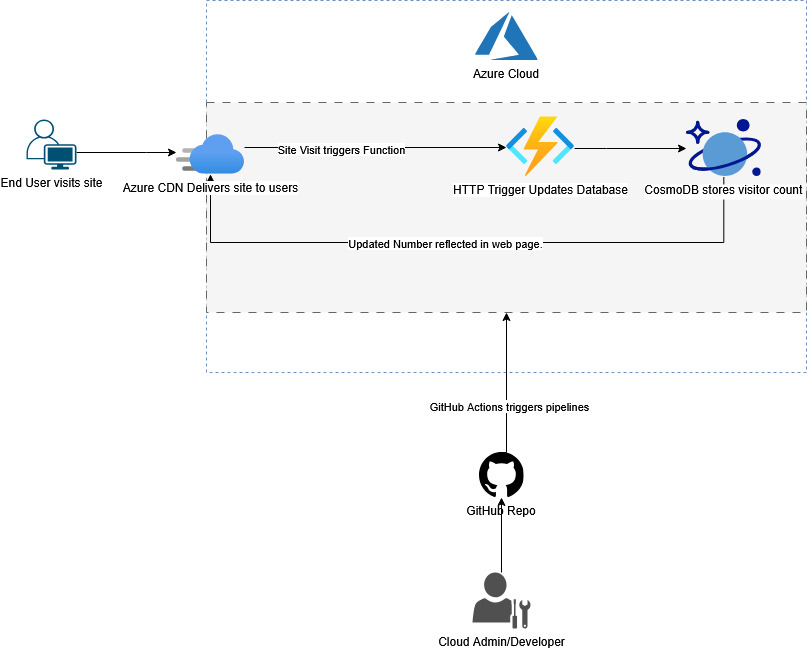 Azure Cloud
End User visits site
Azure CDN Delivers site to users
Site Visit triggers Function
HTTP Trigger Updates Database
CosmoDB stores visitor count
Updated Number reflected in web page.
GitHub Actions triggers pipelines
GitHub Repo
Cloud Admin/Developer